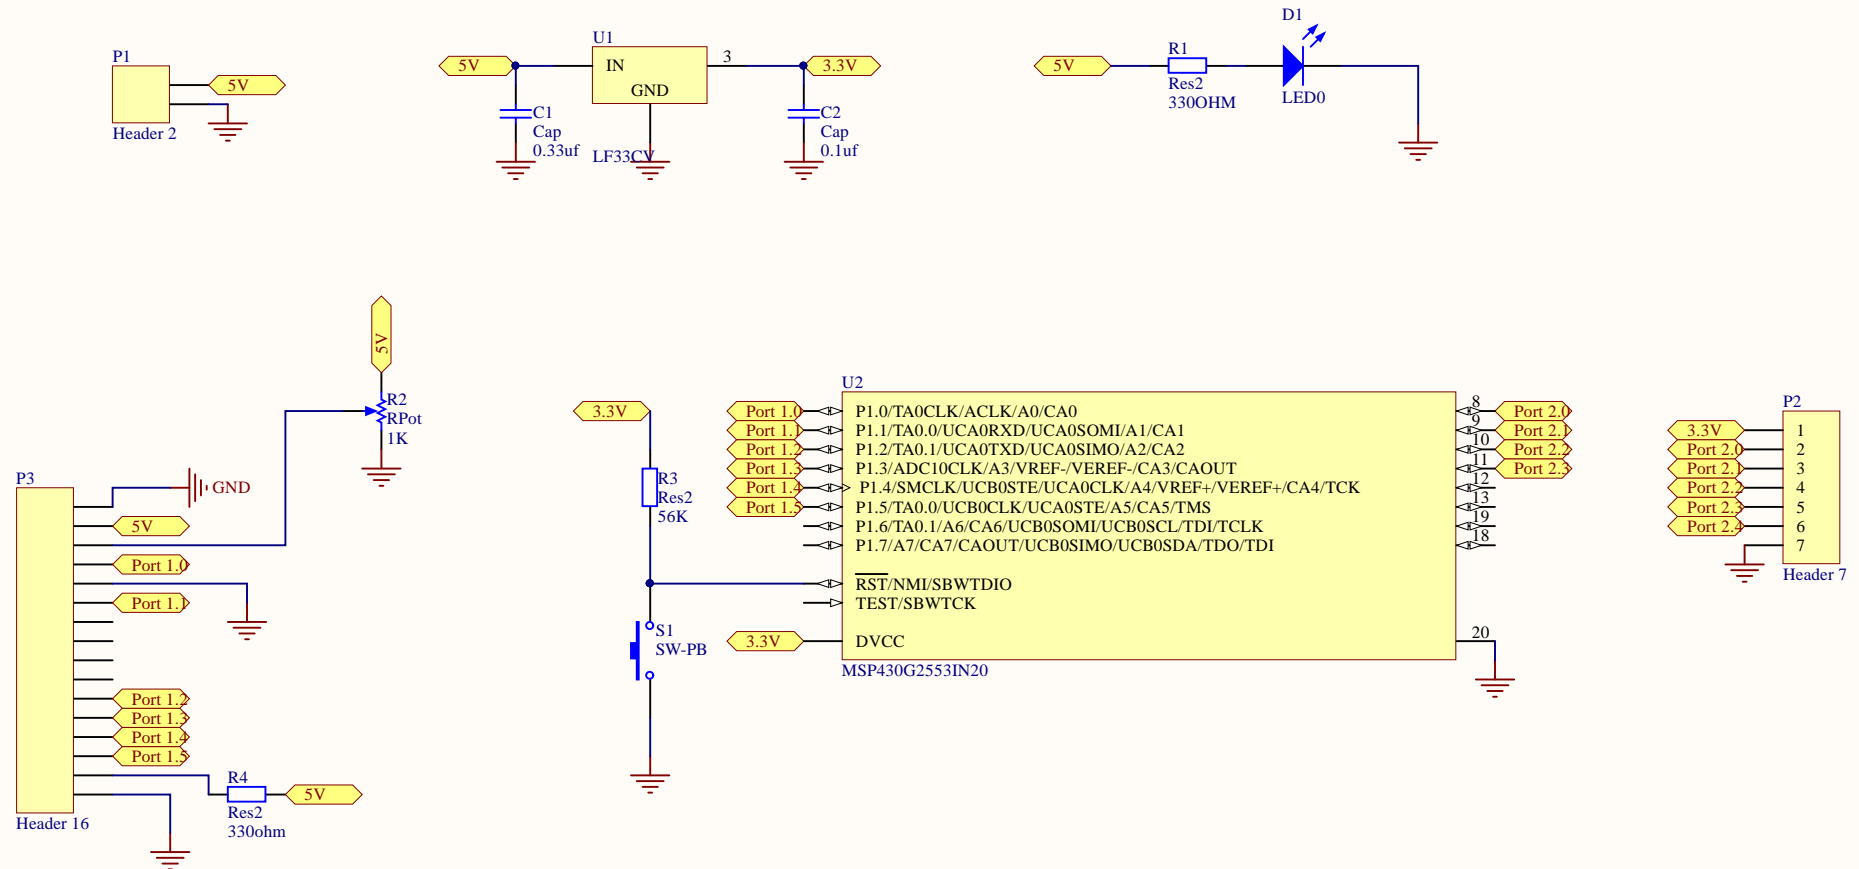 P1
5V
Header 2
U1
5V
IN
3
3.3V
GND
C1
Cap
0.33uf
LF33CV
C2
Cap
0.1uf
D1
5V
R1
Res2
330OHM
LED0
5V
R2
RPot
1K
P3
GND
5V
Port 1.0
Port 1.1
Port 1.2
Port 1.3
Port 1.4
Port 1.5
R4
Res2
330ohm
5V
Header 16
3.3V
R3
Res2
56K
S1
SW-PB
U2
Port 1.0 P1.0/TA0CLK/ACLK/A0/CA0 8 Port 2.0
Port 1.1 P1.1/TA0.0/UCA0RXD/UCA0SOMI/A1/CA1 9 Port 2.1
Port 1.2 P1.2/TA0.1/UCA0TXD/UCA0SIMO/A2/CA2 10 Port 2.2
Port 1.3 P1.3/ADC10CLK/A3/VREF-/VEREF-/CA3/CAOUT 11 Port 2.3
Port 1.4 P1.4/SMCLK/UCB0STE/UCA0CLK/A4/VREF+/VEREF+/CA4/TCK 12
Port 1.5 P1.5/TA0.0/UCB0CLK/UCA0STE/A5/CA5/TMS 13
P1.6/TA0.1/A6/CA6/UCB0SOMI/UCB0SCL/TDI/TCLK 19
P1.7/A7/CA7/CAOUT/UCB0SIMO/UCB0SDA/TDO/TDI 18
RST/NMI/SBWTDIO
TEST/SBWTCK
3.3V DVCC 20
MSP430G2553IN20
P2
3.3V 1
Port 2.0 2
Port 2.1 3
Port 2.2 4
Port 2.3 5
Port 2.4 6
7
Header 7